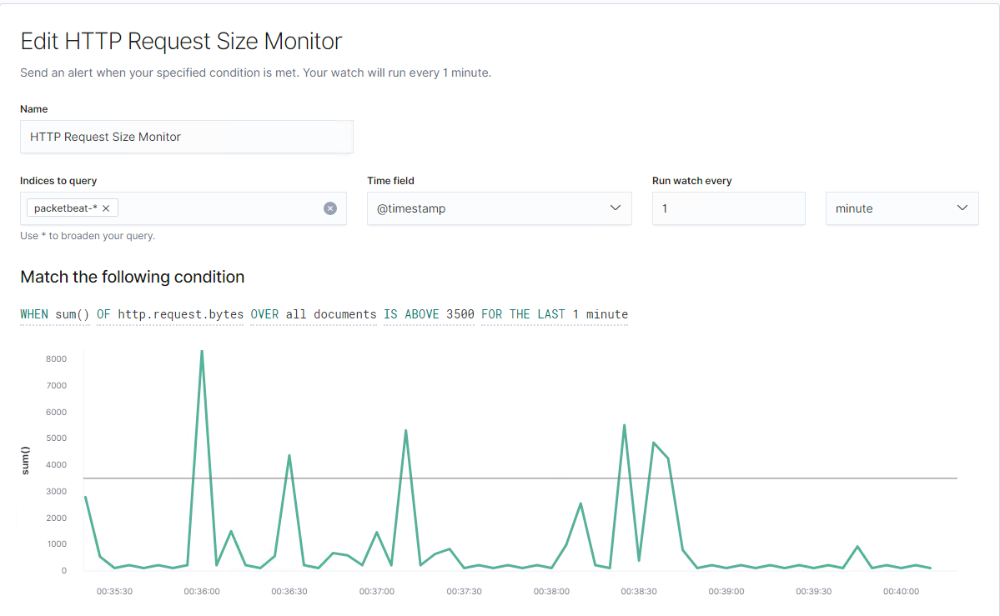 Edit HTTP Request Size Monitor
Send an alert when your specified condition is met. Your watch will run every 1 minute.
Name
HTTP Request Size Monitor
Indices to query
Time field
Run watch every
packetbeat-*
@timestamp
1
minute
Use * to broaden your query.
Match the following condition
WHEN sum() OF http.request.bytes OVER all documents IS ABOVE 3500 FOR THE LAST 1 minute
8000
7000
6000
5000
4000
3000
2000
1000
0
sum()
00:35:30 00:36:00 00:36:30 00:37:00 00:37:30 00:38:00 00:38:30 00:39:00 00:39:30 00:40:00